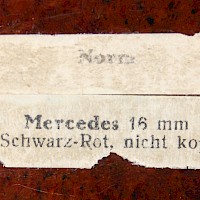 Norm
Mercedes 16 mm
Schwarz-Rot, nicht ko